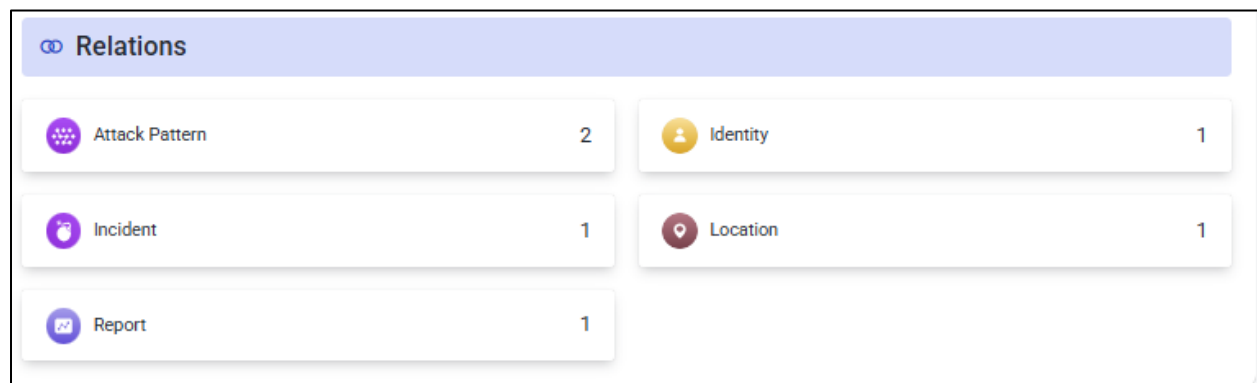 Relations
Attack Pattern 2
Identity 1
Incident 1
Location 1
Report 1